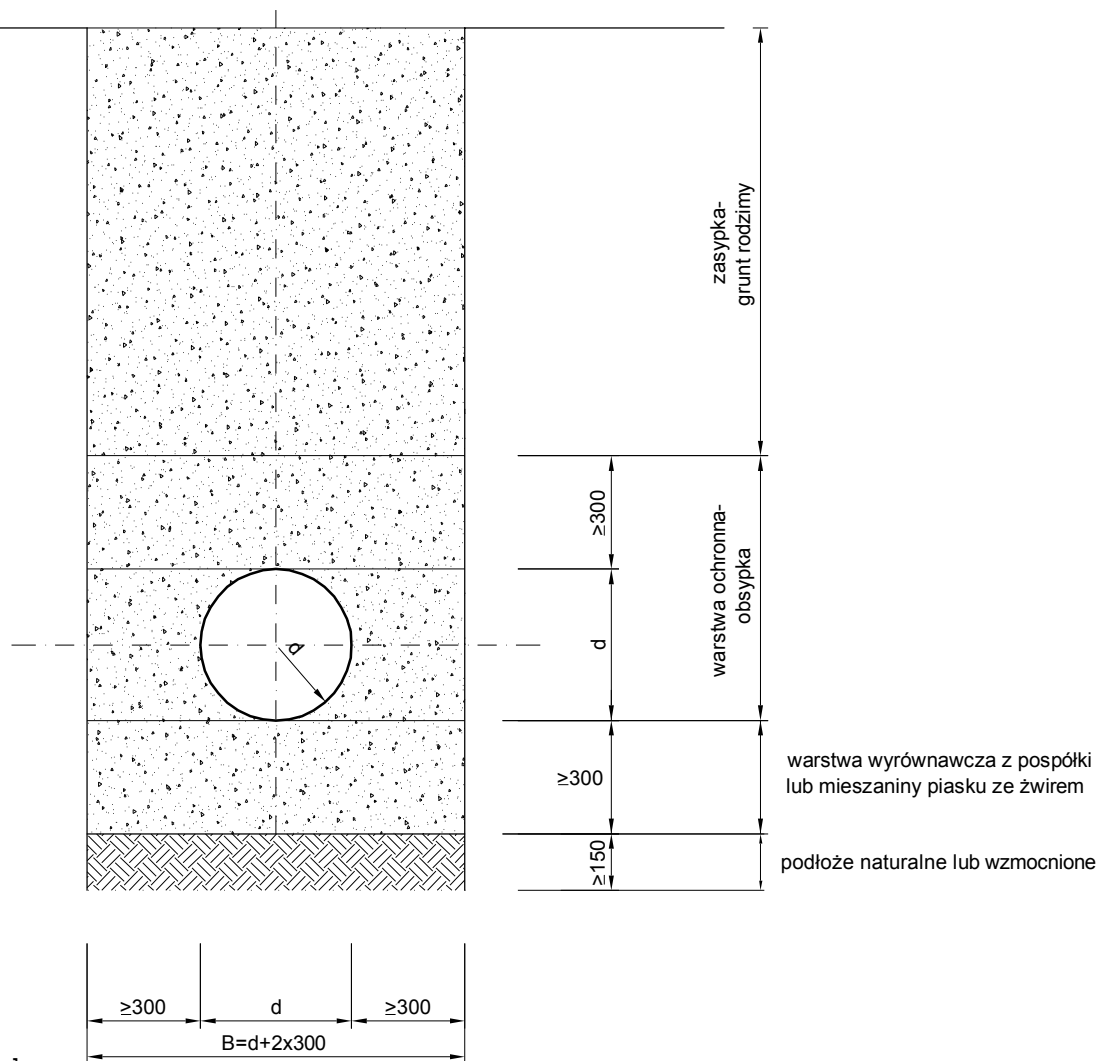 zasypka-
grunt rodzimy
≥300
warstwa ochronna-
obsypka
d
d
≥300
warstwa wyrównawcza z pospółki
lub mieszaniny piasku ze żwirem
≥150
podłoże naturalne lub wzmocnione
≥300
d
≥300
B=d+2x300